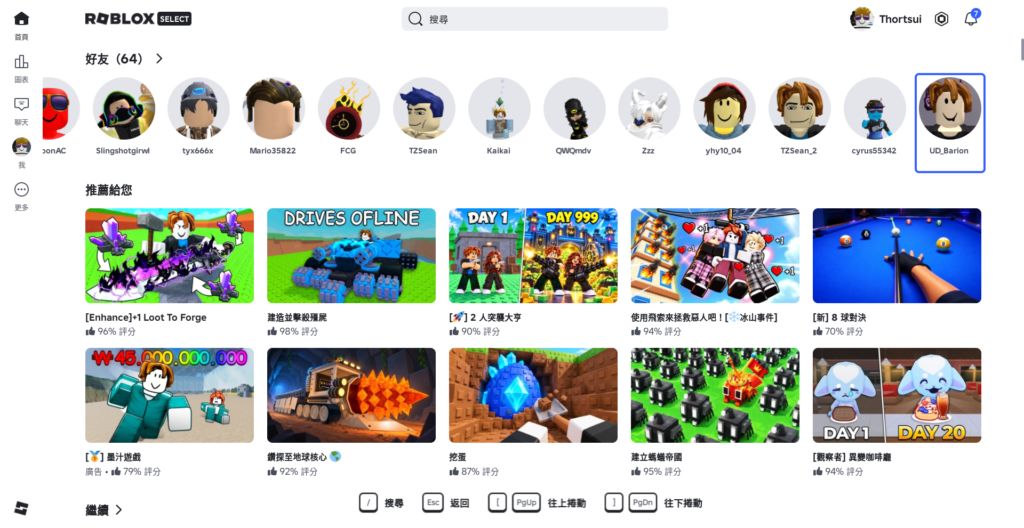 首頁
圖表
聊天
我
更多
ROBLOX SELECT
搜尋
Thortsui
7
好友（64）
oonAC
Slingshotgirwl
tyx666x
Mario35822
FCG
TZSean
Kaikai
QWQmdv
Zzz
yhy10_04
TZSean_2
cyrus55342
UD_Barion
推薦給您
DRIVES OFLINE
DAY 1
DAY 999
+1
+1
+1
[Enhance]+1 Loot To Forge
96% 評分
建造並擊殺殭屍
98% 評分
[🚀] 2 人突襲大亨
90% 評分
使用飛索來拯救惡人吧！[❄️冰山事件]
94% 評分
[新] 8 球對決
70% 評分
₩45,000,000,000
DAY 1
DAY 20
[🥇] 墨汁遊戲
廣告 • 79% 評分
鑽探至地球核心 🌎
92% 評分
挖蛋
87% 評分
建立螞蟻帝國
95% 評分
[觀察者] 異變咖啡廳
94% 評分
繼續
/ 搜尋
Esc 返回
[ PgUp 往上捲動
] PgDn 往下捲動